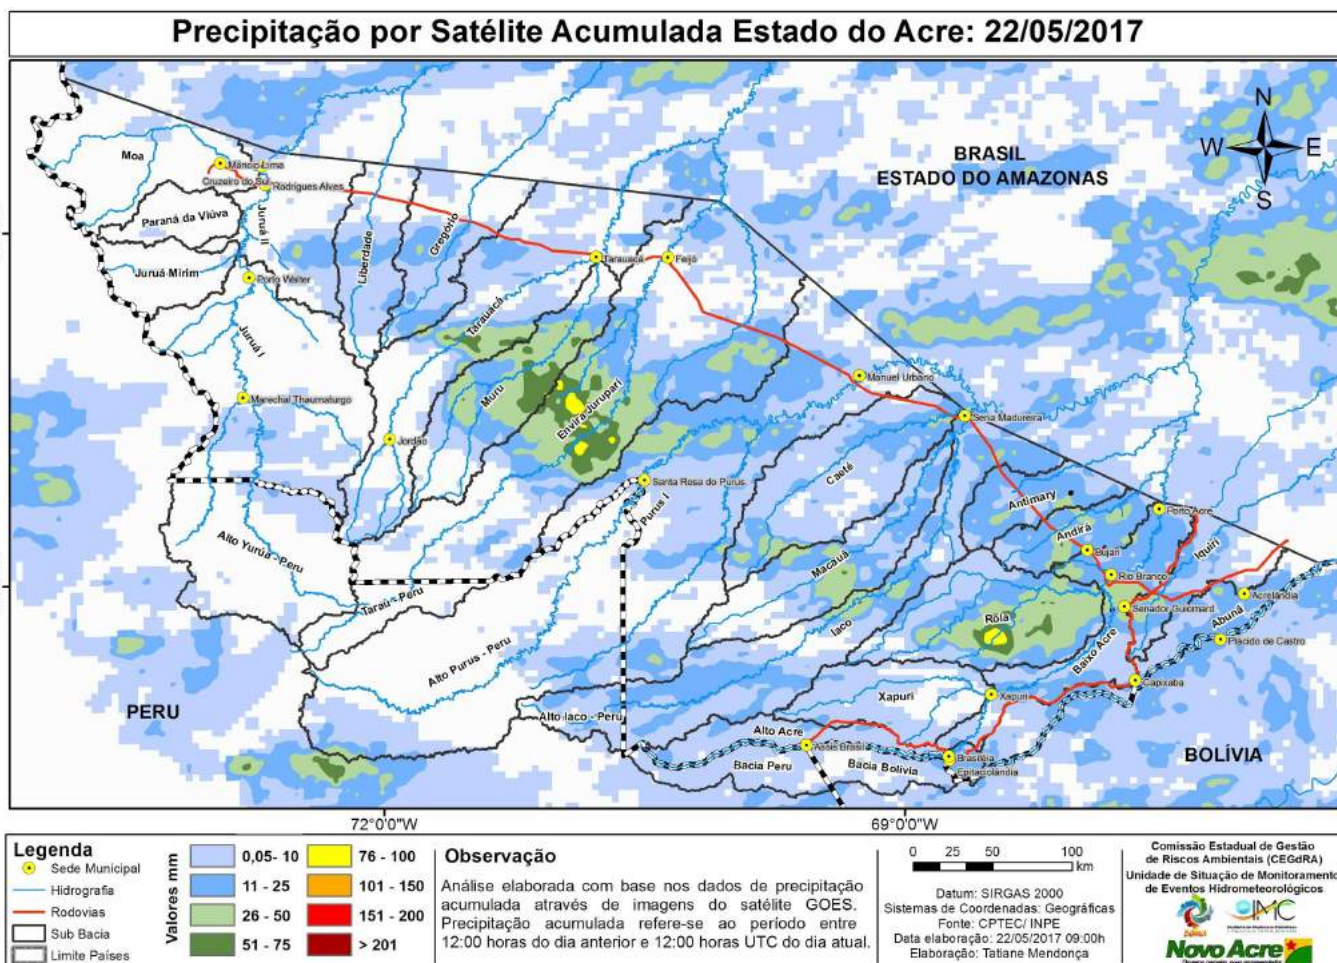 Precipitação por Satélite Acumulada Estado do Acre: 22/05/2017
N
W
E
S
BRASIL
ESTADO DO AMAZONAS
Moa
Mâncio Lima
Cruzeiro do Sul
Rodrigues Alves
Paraná da Viúva
Juruá II
Liberdade
Gregório
Juruá Mirim
Porto Walter
Tarauacá
Feijó
Tarauacá
Juruá I
Manuel Urbano
Muru
Envira Jurupari
Marechal Thaumaturgo
Sena Madureira
Jordão
Santa Rosa do Purus
Purus I
Caeté
Antimary
Porto Acre
Andirá
Bujari
Iquiri
Alto Yurúa - Peru
Macauã
Rio Branco
Taraú - Peru
Senador Guiomard
Acrelândia
Rôla
Iaco
Abunã
Plácido de Castro
Alto Purus - Peru
Baixo Acre
Capixaba
Xapuri
Xapuri
PERU
Alto Iaco - Peru
Alto Acre
Assis Brasil
BOLÍVIA
Brasiléia
Epitaciolândia
Bacia Peru
Bacia Bolívia
72°0'0"W
69°0'0"W
Legenda
Sede Municipal
Hidrografia
Rodovias
Sub Bacia
Limite Países
Valores mm
0,05- 10
11 - 25
26 - 50
51 - 75
76 - 100
101 - 150
151 - 200
> 201
Observação
Análise elaborada com base nos dados de precipitação
acumulada através de imagens do satélite GOES.
Precipitação acumulada refere-se ao período entre
12:00 horas do dia anterior e 12:00 horas UTC do dia atual.
0 25 50 100
km
Datum: SIRGAS 2000
Sistemas de Coordenadas: Geográficas
Fonte: CPTEC/ INPE
Data elaboração: 22/05/2017 09:00h
Elaboração: Tatiane Mendonça
Comissão Estadual de Gestão
de Riscos Ambientais (CEGdRA)
Unidade de Situação de Monitoramento
de Eventos Hidrometeorológicos
IMC
Novo Acre